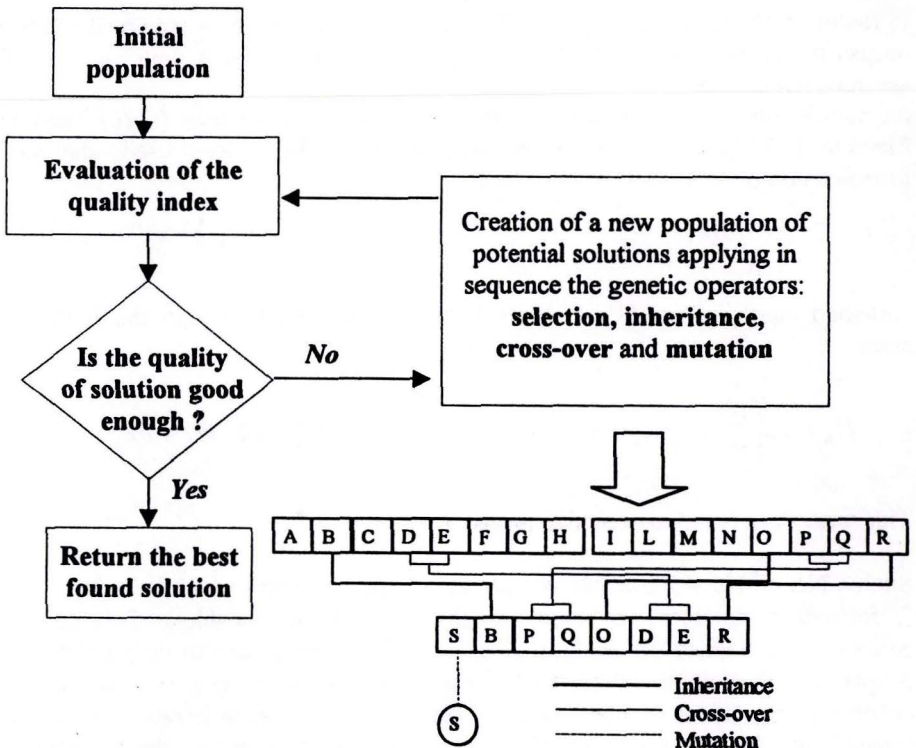 Initial
population
Evaluation of the
quality index
Creation of a new population of
potential solutions applying in
sequence the genetic operators:
selection, inheritance,
cross-over and mutation
Is the quality
of solution good
enough ?
No
Yes
Return the best
found solution
A B C D E F G H I L M N O P Q R
S B P Q O D E R
S
Inheritance
Cross-over
Mutation